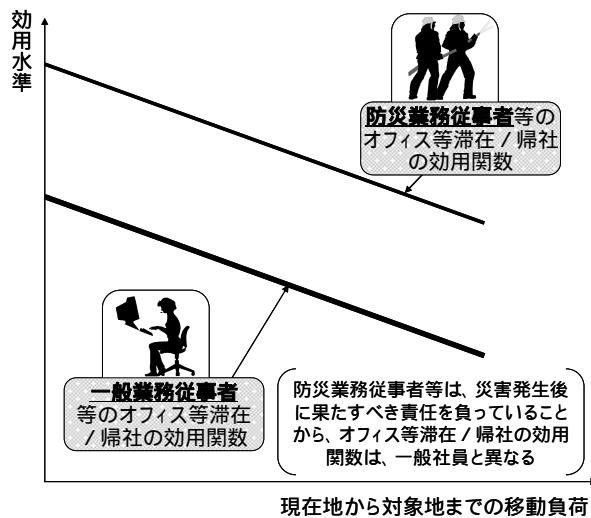 効用水準
防災業務従事者等の
オフィス等滞在／帰社
の効用関数
一般業務従事者
等のオフィス等滞在
／帰社の効用関数
防災業務従事者等は、災害発生後
に果たすべき責任を負っていること
から、オフィス等滞在／帰社の効用
関数は、一般社員と異なる
現在地から対象地までの移動負荷